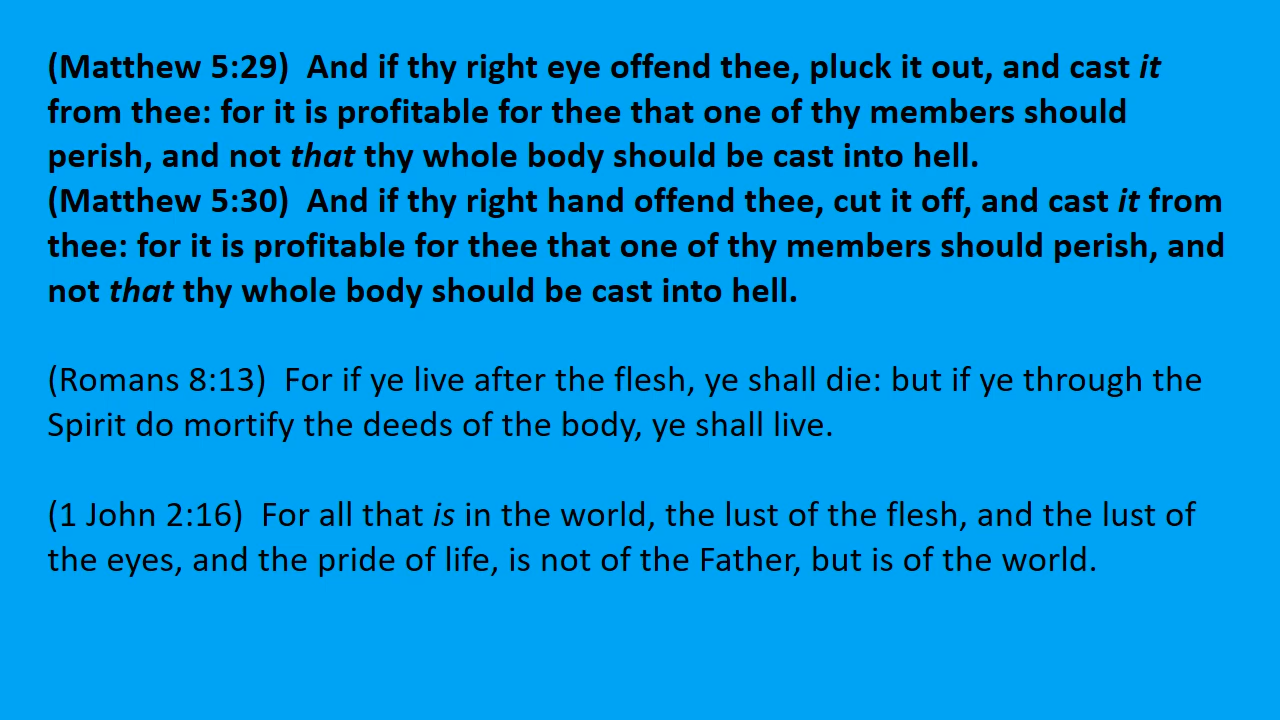 (Matthew 5:29)  And if thy right eye offend thee, pluck it out, and cast it
from thee: for it is profitable for thee that one of thy members should
perish, and not that thy whole body should be cast into hell.
(Matthew 5:30)  And if thy right hand offend thee, cut it off, and cast it from
thee: for it is profitable for thee that one of thy members should perish, and
not that thy whole body should be cast into hell.
(Romans 8:13)  For if ye live after the flesh, ye shall die: but if ye through the
Spirit do mortify the deeds of the body, ye shall live.
(1 John 2:16)  For all that is in the world, the lust of the flesh, and the lust of
the eyes, and the pride of life, is not of the Father, but is of the world.